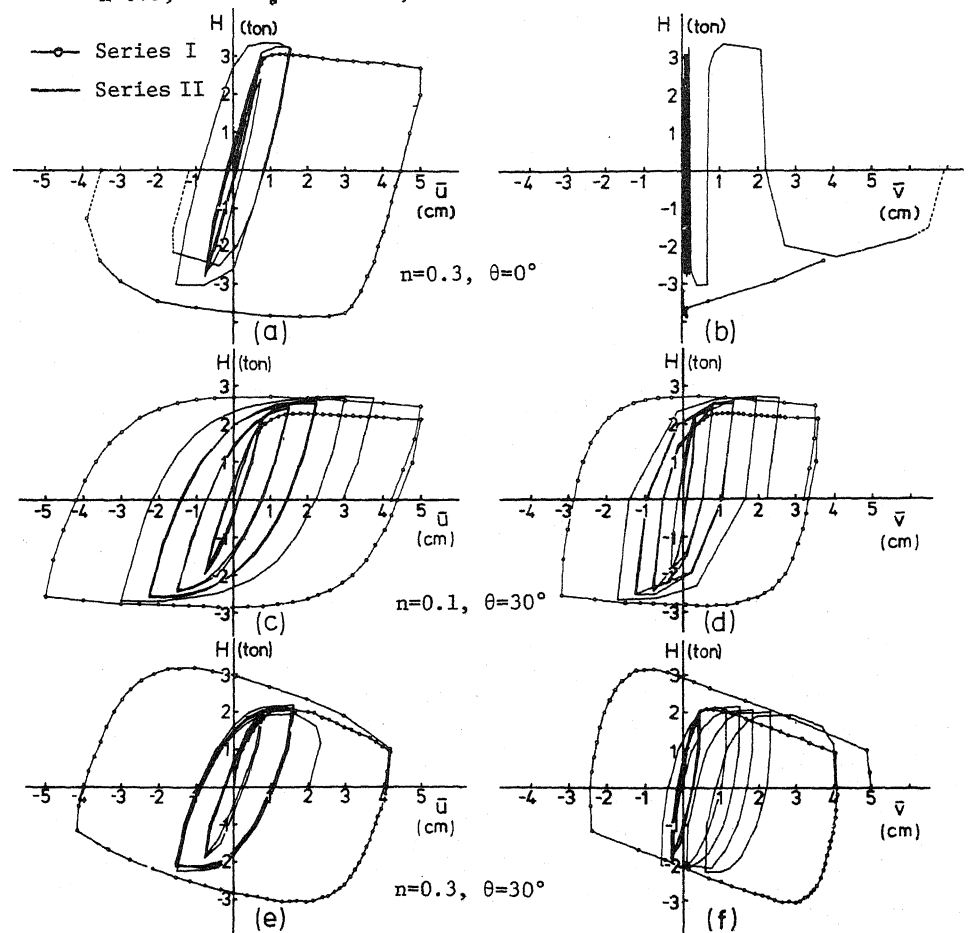 H (ton)
H (ton)
Series I
Series II
3
2
1
-1
-2
-3
-5 -4 -3 -2 -1 1 2 3 4 5
ū
(cm)
n=0.3, θ=0°
(a)
3
2
1
-1
-2
-3
-4 -3 -2 -1 1 2 3 4 5
v̄
(cm)
(b)
H (ton)
H (ton)
3
2
1
-1
-2
-3
-5 -4 -3 -2 -1 1 2 3 4 5
ū
(cm)
n=0.1, θ=30°
(c)
3
2
1
-1
-2
-3
-4 -3 -2 -1 1 2 3 4 5
v̄
(cm)
(d)
H (ton)
H (ton)
3
2
1
-1
-2
-3
-5 -4 -3 -2 -1 1 2 3 4 5
ū
(cm)
n=0.3, θ=30°
(e)
3
2
1
-1
-2
-3
-4 -3 -2 -1 1 2 3 4 5
v̄
(cm)
(f)